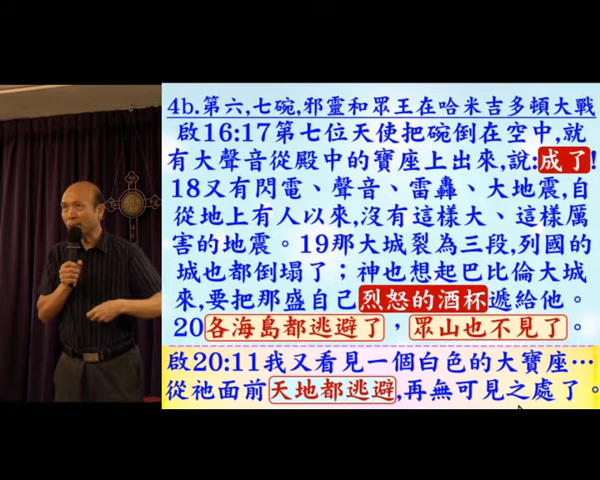 4b.第六,七碗,邪靈和眾王在哈米吉多頓大戰
啟16:17第七位天使把碗倒在空中,就
有大聲音從殿中的寶座上出來,說:成了!
18又有閃電、聲音、雷轟、大地震,自
從地上有人以來,沒有這樣大、這樣厲
害的地震。19那大城裂為三段,列國的
城也都倒塌了；神也想起巴比倫大城
來,要把那盛自己烈怒的酒杯遞給他。
20各海島都逃避了，眾山也不見了。
啟20:11我又看見一個白色的大寶座…
從祂面前天地都逃避,再無可見之處了。